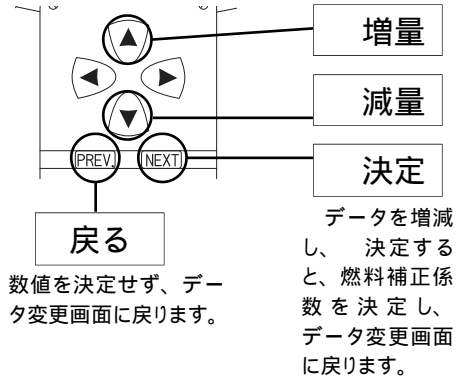 増量
減量
PREV.
NEXT
決定
戻る
数値を決定せず、デー
タ変更画面に戻ります。
データを増減
し、　決定する
と、燃料補正係
数を決定し、
データ変更画面
に戻ります。